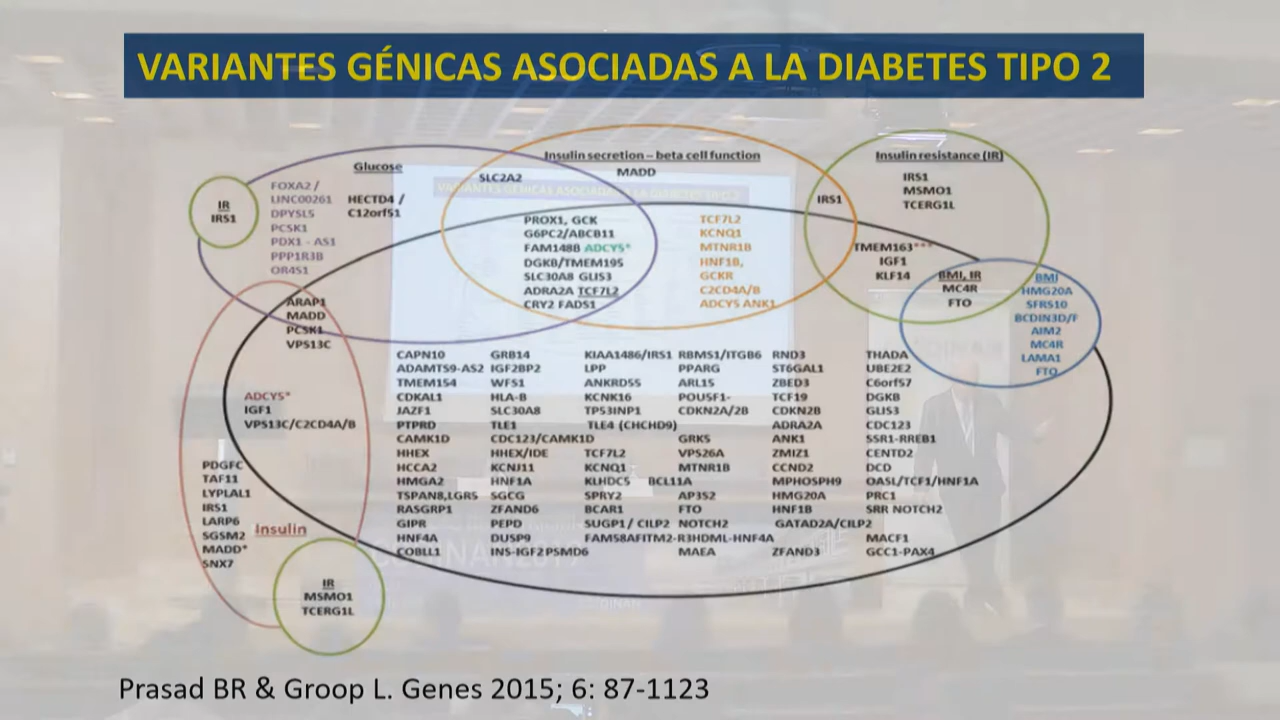 VARIANTES GÉNICAS ASOCIADAS A LA DIABETES TIPO 2
Glucose
Insulin secretion – beta cell function
Insulin resistance (IR)
IR
IRS1
FOXA2 /
LINC00261
DPYSL5
PCSK1
PDX1 - AS1
PPP1R3B
OR4S1
HECTD4 /
C12orf51
SLC2A2
MADD
PROX1, GCK
G6PC2/ABCB11
FAM148B ADCY5*
DGKB/TMEM195
SLC30A8 GLIS3
ADRA2A TCF7L2
CRY2 FADS1
TCF7L2
KCNQ1
MTNR1B
HNF1B,
GCKR
C2CD4A/B
ADCY5 ANK1
IRS1
IRS1
MSMO1
TCERG1L
TMEM163***
IGF1
KLF14
BMI, IR
MC4R
FTO
BMI
HMG20A
SFRS10
BCDIN3D/F
AIM2
MC4R
LAMA1
FTO
ARAP1
MADD
PCSK1
VPS13C
ADCY5*
IGF1
VPS13C/C2CD4A/B
PDGFC
TAF11
LYPLAL1
IRS1
LARP6
SGSM2
MADD*
SNX7
Insulin
IR
MSMO1
TCERG1L
CAPN10 GRB14 KIAA1486/IRS1 RBMS1/ITGB6 RND3 THADA
ADAMTS9-AS2 IGF2BP2 LPP PPARG ST6GAL1 UBE2E2
TMEM154 WFS1 ANKRD55 ARL15 ZBED3 C6orf57
CDKAL1 HLA-B KCNK16 POU5F1- TCF19 DGKB
JAZF1 SLC30A8 TP53INP1 CDKN2A/2B CDKN2B GLIS3
PTPRD TLE1 TLE4 (CHCHD9) ADRA2A CDC123
CAMK1D CDC123/CAMK1D GRK5 ANK1 SSR1-RREB1
HHEX HHEX/IDE TCF7L2 VPS26A ZMIZ1 CENTD2
HCCA2 KCNJ11 KCNQ1 MTNR1B CCND2 DCD
HMGA2 HNF1A KLHDC5 BCL11A MPHOSPH9 OASL/TCF1/HNF1A
TSPAN8,LGR5 SGCG SPRY2 AP3S2 HMG20A PRC1
RASGRP1 ZFAND6 BCAR1 FTO HNF1B SRR NOTCH2
GIPR PEPD SUGP1/ CILP2 NOTCH2 GATAD2A/CILP2
HNF4A DUSP9 FAM58AFITM2-R3HDML-HNF4A MACF1
COBLL1 INS-IGF2 PSMD6 MAEA ZFAND3 GCC1-PAX4
Prasad BR & Groop L. Genes 2015; 6: 87-1123